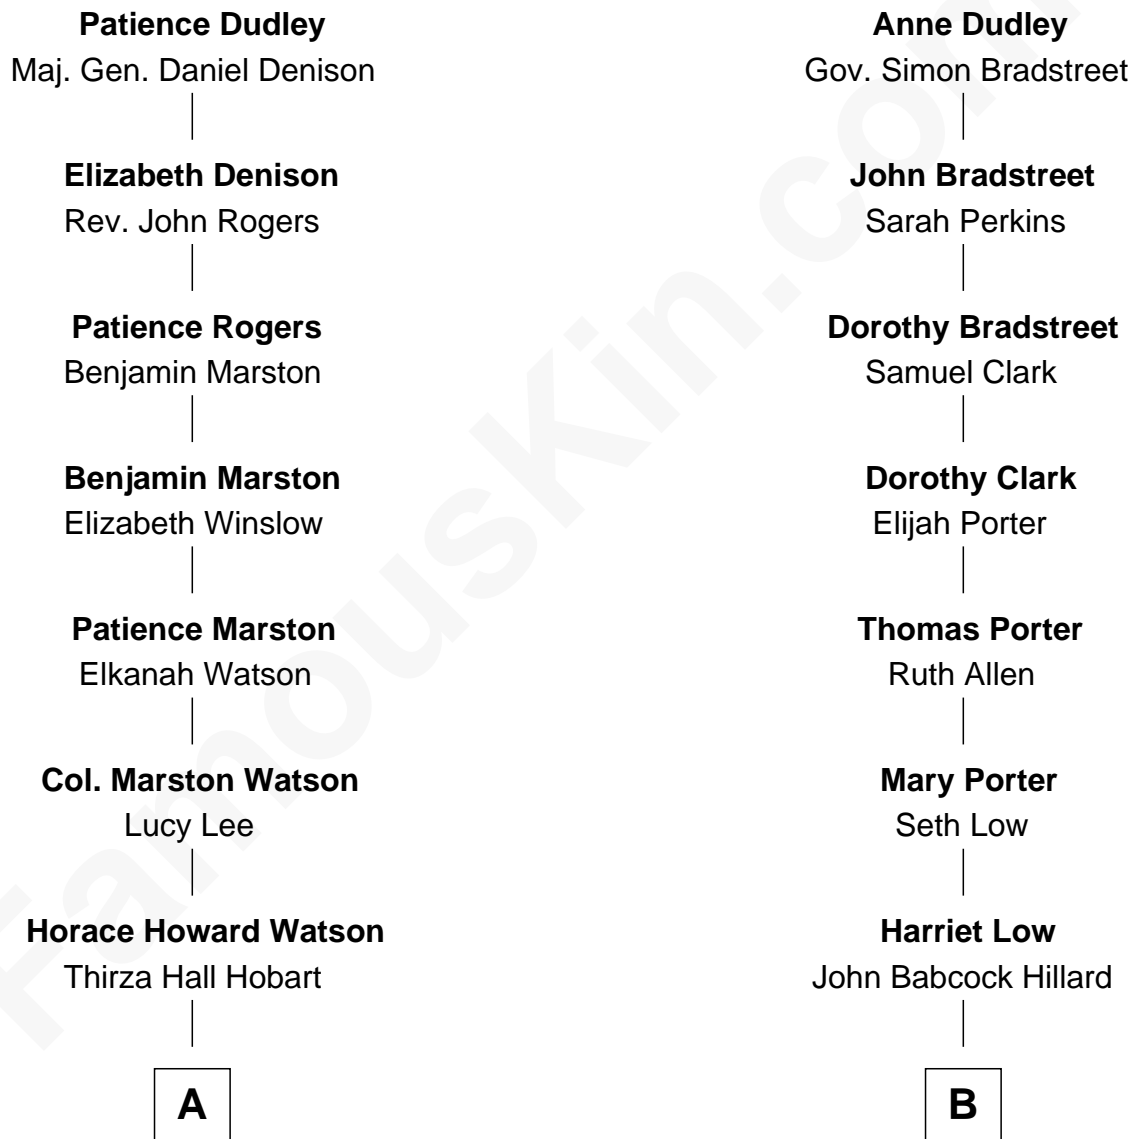 Patience Dudley
Maj. Gen. Daniel Denison
Elizabeth Denison
Rev. John Rogers
Patience Rogers
Benjamin Marston
Benjamin Marston
Elizabeth Winslow
Patience Marston
Elkanah Watson
Col. Marston Watson
Lucy Lee
Horace Howard Watson
Thirza Hall Hobart
A
Anne Dudley
Gov. Simon Bradstreet
John Bradstreet
Sarah Perkins
Dorothy Bradstreet
Samuel Clark
Dorothy Clark
Elijah Porter
Thomas Porter
Ruth Allen
Mary Porter
Seth Low
Harriet Low
John Babcock Hillard
B
FamousKin.com